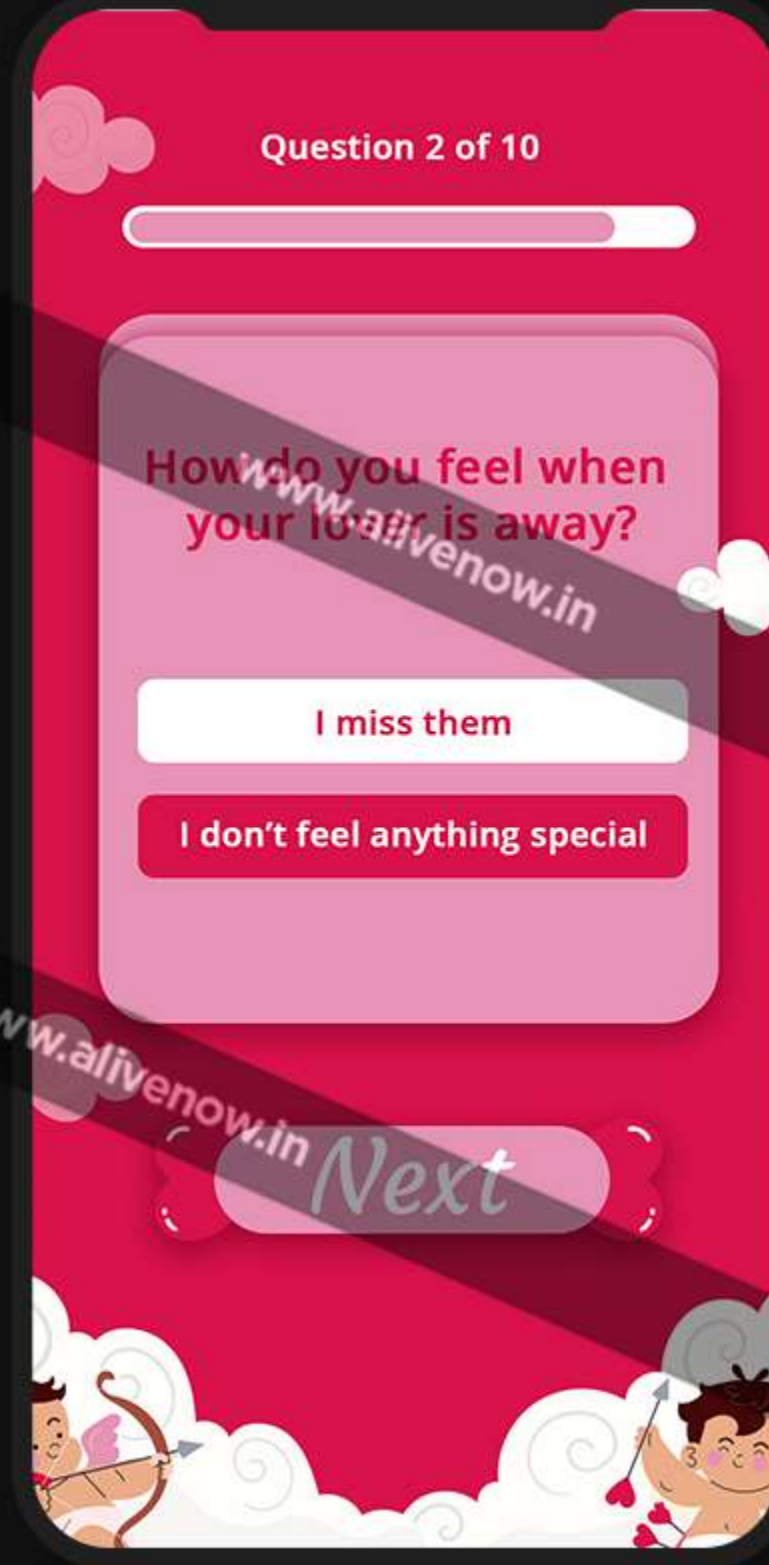 Question 2 of 10
How do you feel when
your lover is away?
www.alivenow.in
I miss them
I don't feel anything special
ww.alivenow.in
Next